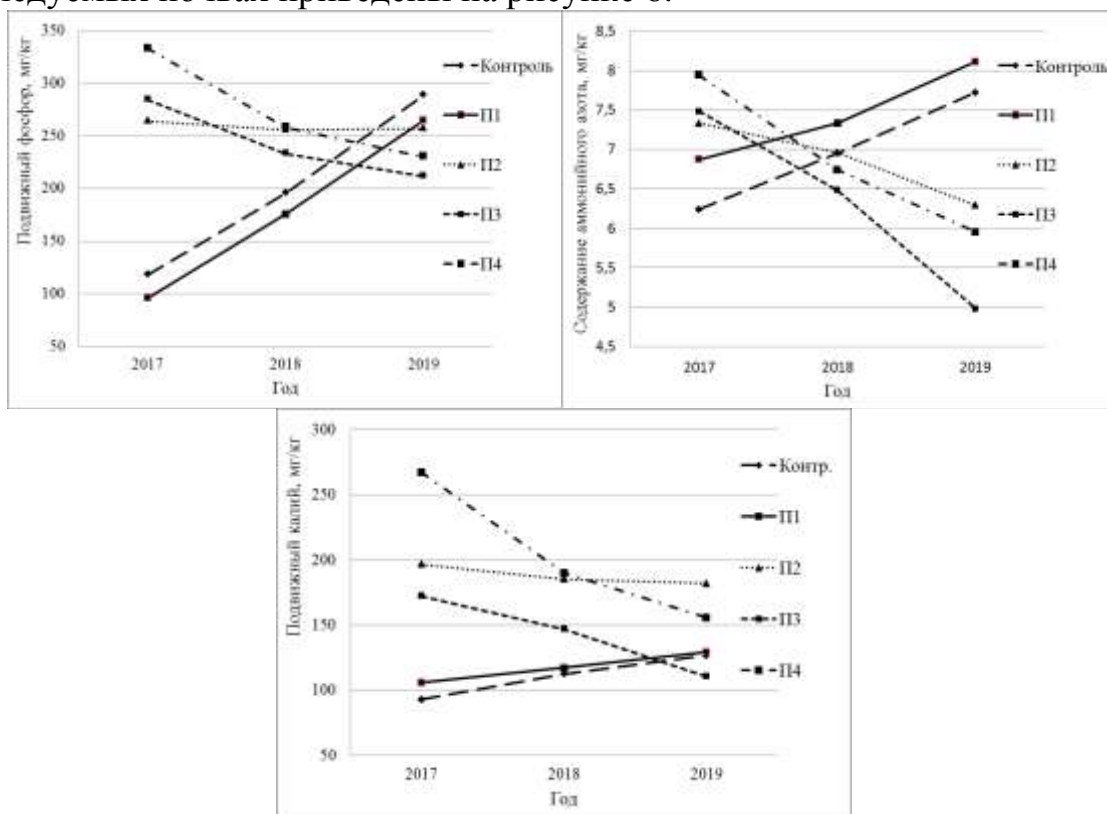 приведены на рисунке
350
300
250
200
150
100
50
Подвижный фосфор, мг/кг
2017
2018
2019
Год
Контроль
П1
П2
П3
П4
8,5
8
7,5
7
6,5
6
5,5
5
4,5
Содержание аммонийного азота, мг/кг
2017
2018
2019
Год
Контроль
П1
П2
П3
П4
300
250
200
150
100
50
Подвижный калий, мг/кг
2017
2018
2019
Год
Контр.
П1
П2
П3
П4